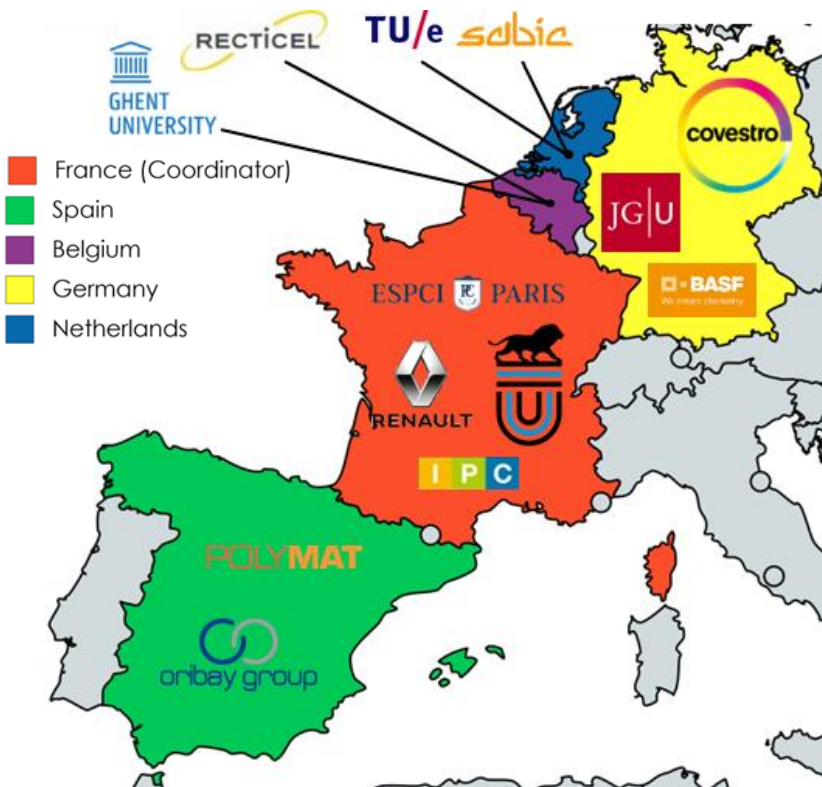 RECTICEL
TU/e
sabic
GHENT
UNIVERSITY
covestro
France (Coordinator)
Spain
Belgium
Germany
Netherlands
JG|U
BASF
We create chemistry
ESPCI PARIS
RENAULT
IPC
POLYMAT
oribay group